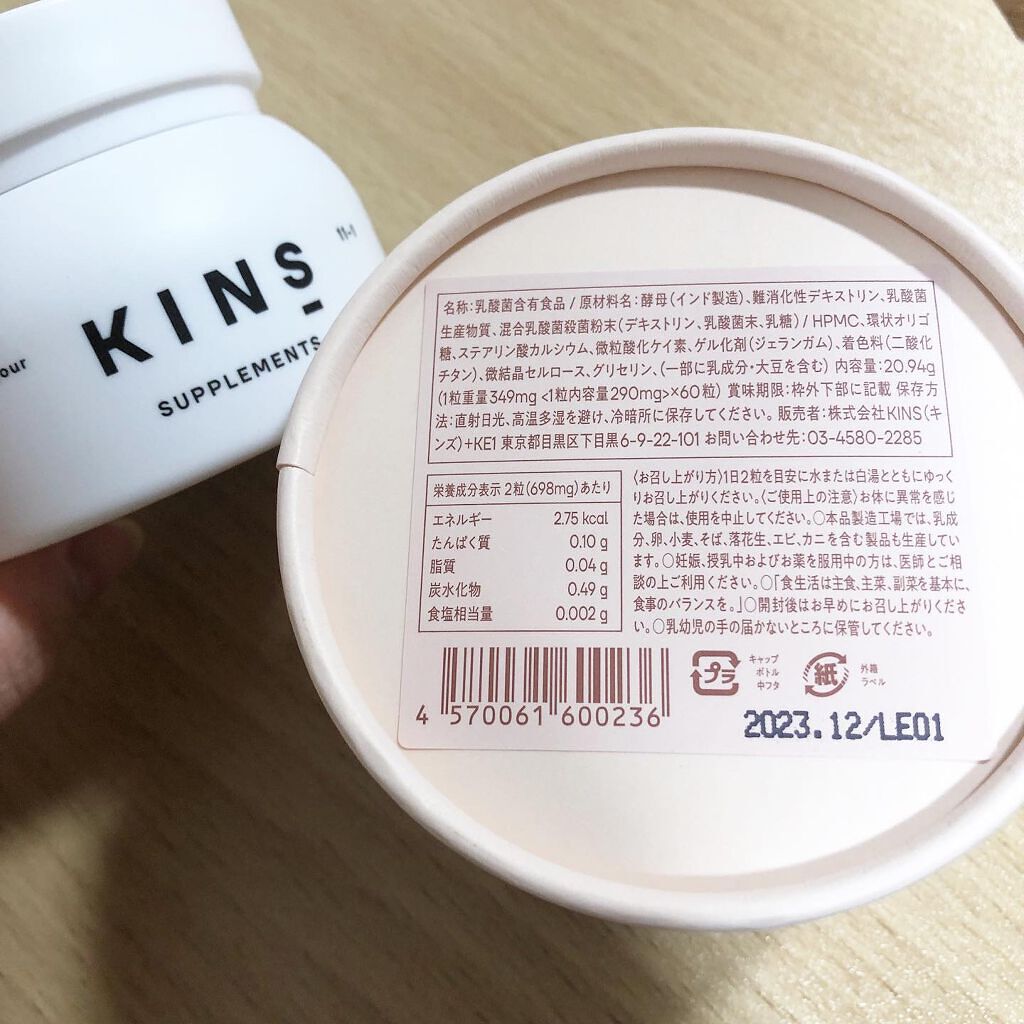 our
KINS
11-1
SUPPLEMENTS
名称:乳酸菌含有食品 / 原材料名:酵母(インド製造)、難消化性デキストリン、乳酸菌
生産物質、混合乳酸菌殺菌粉末(デキストリン、乳酸菌末、乳糖) / HPMC、環状オリゴ
糖、ステアリン酸カルシウム、微粒酸化ケイ素、ゲル化剤(ジェランガム)、着色料(二酸化
チタン)、微結晶セルロース、グリセリン、(一部に乳成分・大豆を含む) 内容量:20.94g
(1粒重量349mg <1粒内容量290mg>×60粒) 賞味期限:枠外下部に記載 保存方
法:直射日光、高温多湿を避け、冷暗所に保存してください。 販売者:株式会社KINS(キ
ンズ)+KE1 東京都目黒区下目黒6-9-22-101 お問い合わせ先:03-4580-2285
栄養成分表示 2粒(698mg)あたり
エネルギー 2.75 kcal
たんぱく質 0.10 g
脂質 0.04 g
炭水化物 0.49 g
食塩相当量 0.002 g
〈お召し上がり方〉1日2粒を目安に水または白湯とともにゆっく
りお召し上がりください。〈ご使用上の注意〉お体に異常を感じ
た場合は、使用を中止してください。○本品製造工場では、乳成
分、卵、小麦、そば、落花生、エビ、カニを含む製品も生産してい
ます。○妊娠、授乳中およびお薬を服用中の方は、医師とご相
談の上ご利用ください。○「食生活は主食、主菜、副菜を基本に、
食事のバランスを。」○開封後はお早めにお召し上がりくださ
い。○乳幼児の手の届かないところに保管してください。
4 570061 600236
プラ
キャップ
ボトル
中フタ
紙
外箱
ラベル
2023.12/LE01